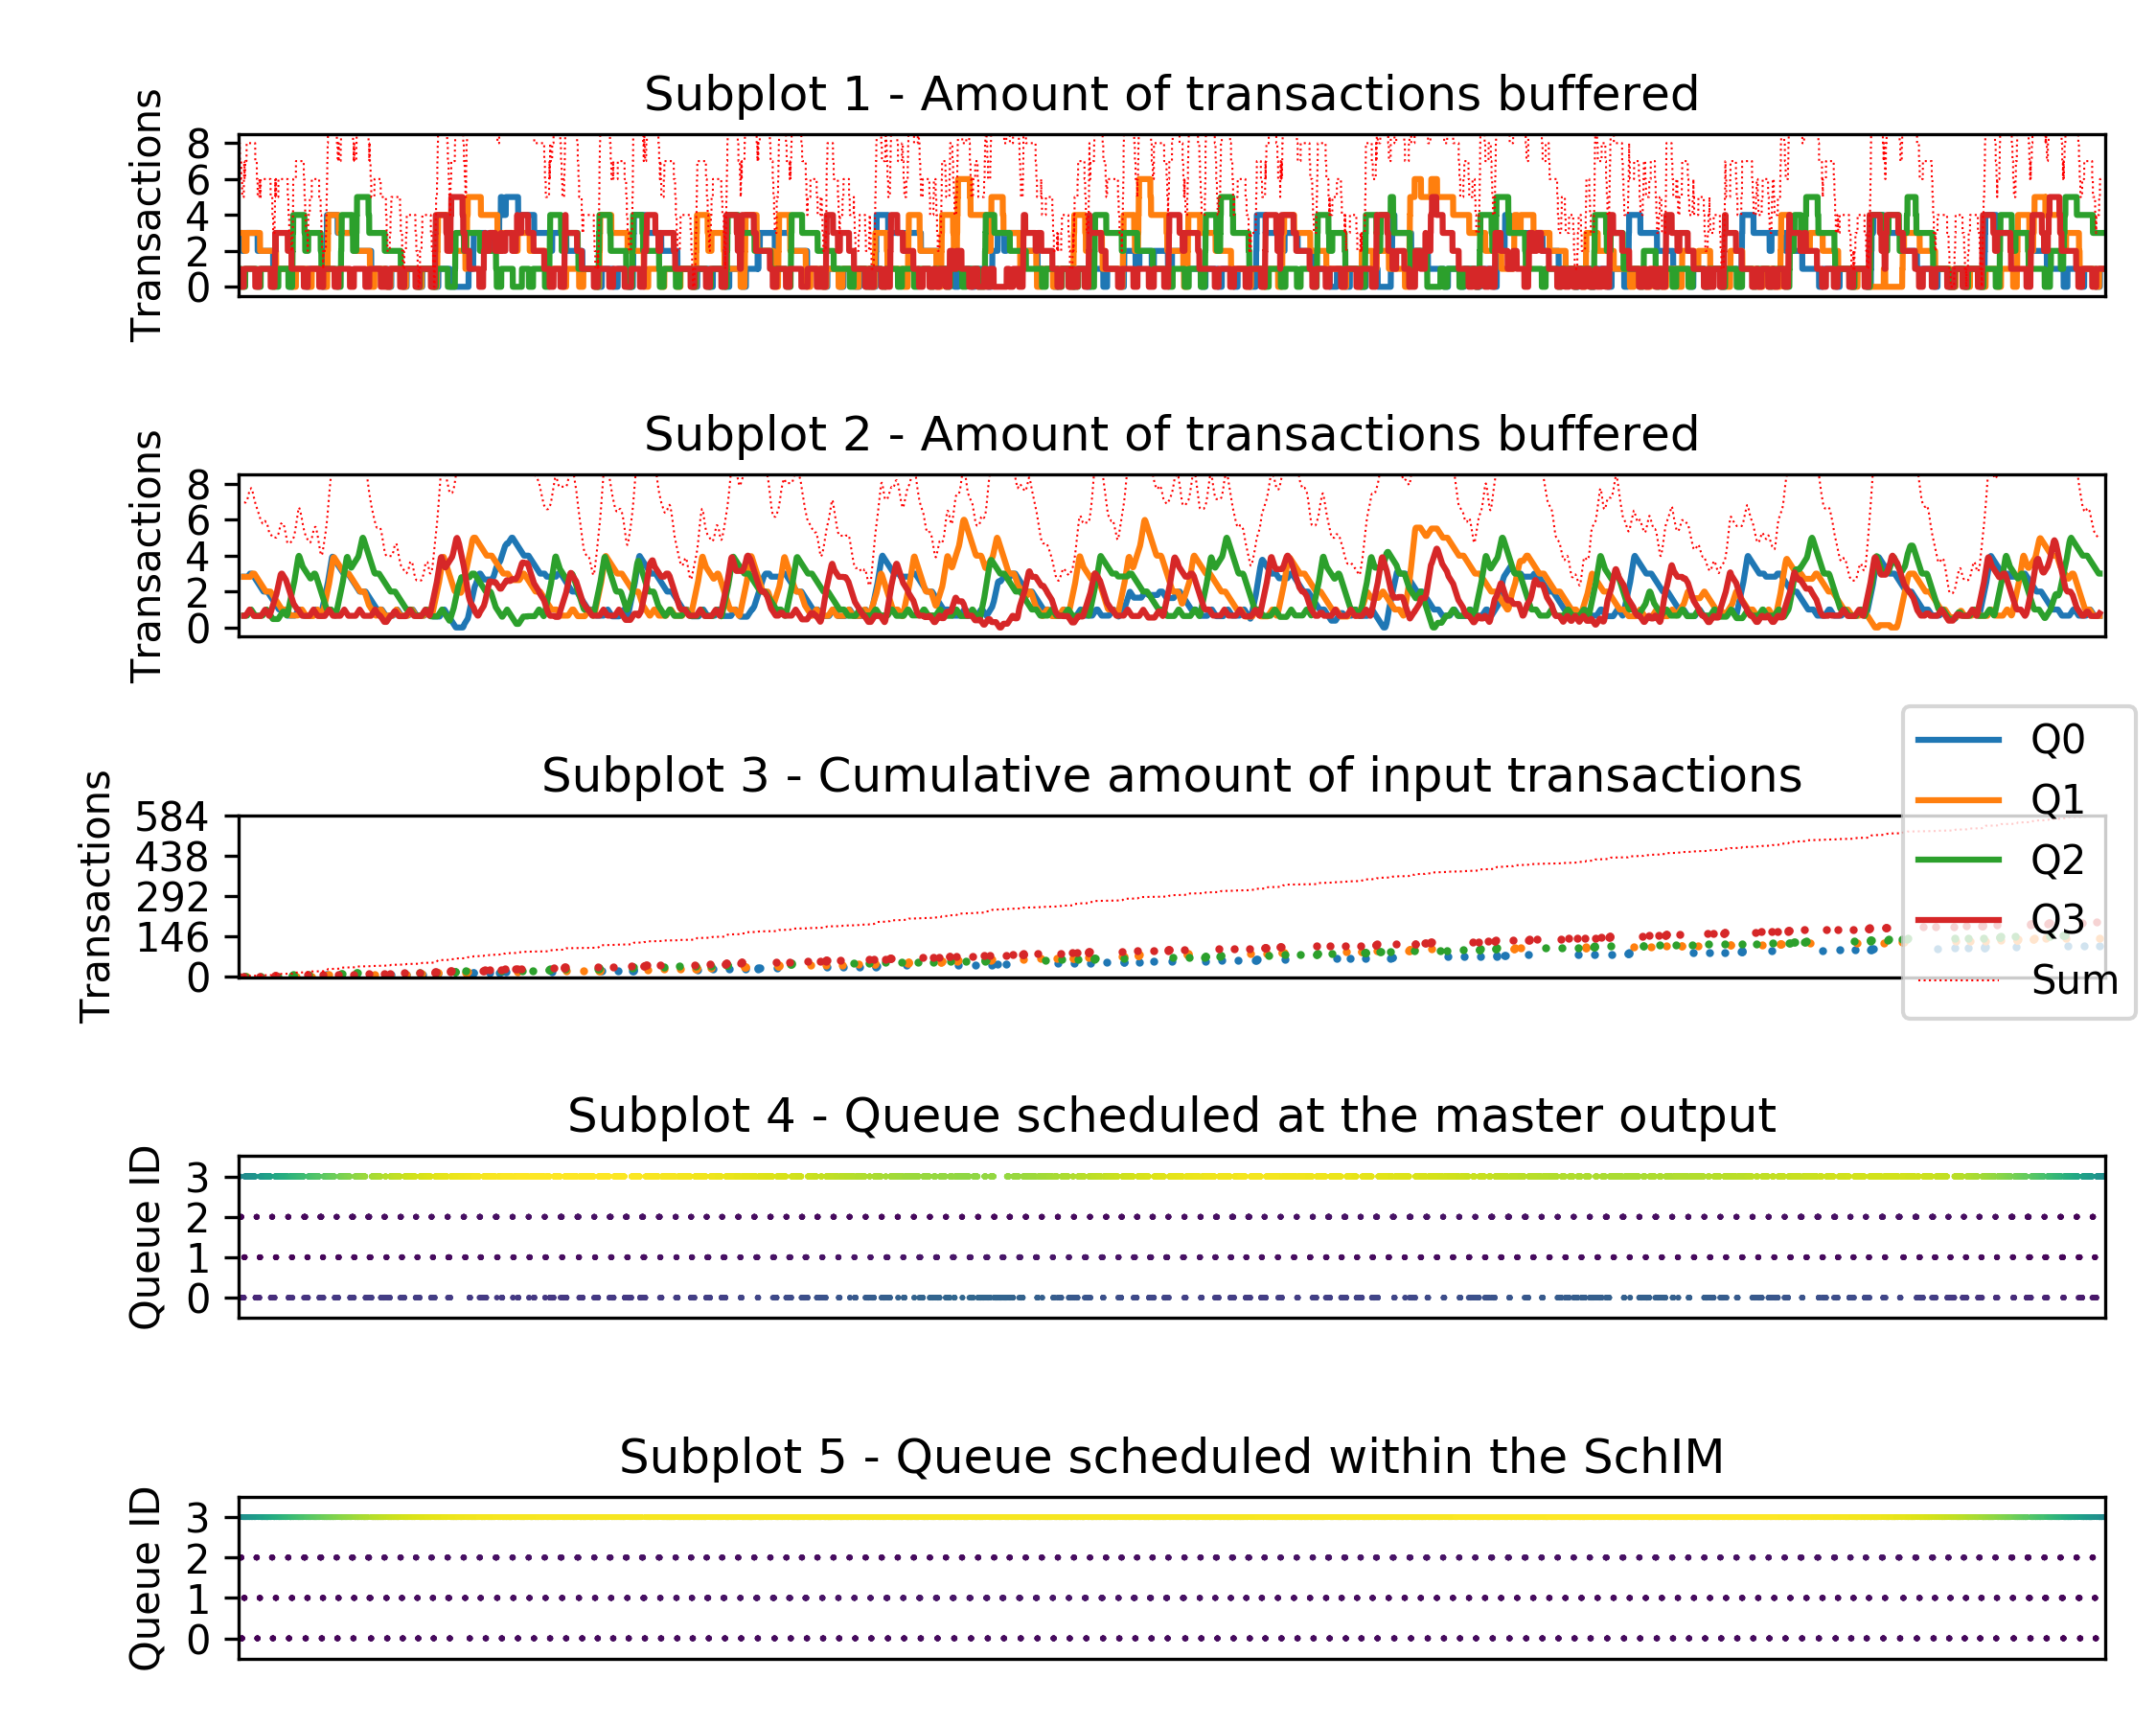 Subplot 1 - Amount of transactions buffered
Transactions
8
6
4
2
0
Subplot 2 - Amount of transactions buffered
Transactions
8
6
4
2
0
Subplot 3 - Cumulative amount of input transactions
Transactions
584
438
292
146
0
Q0
Q1
Q2
Q3
Sum
Subplot 4 - Queue scheduled at the master output
Queue ID
3
2
1
0
Subplot 5 - Queue scheduled within the SchIM
Queue ID
3
2
1
0